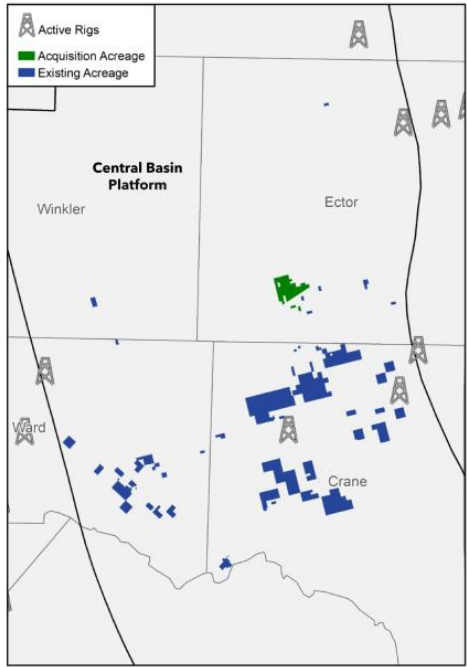 Active Rigs
Acquisition Acreage
Existing Acreage
Central Basin
Platform
Winkler
Ector
Ward
Crane